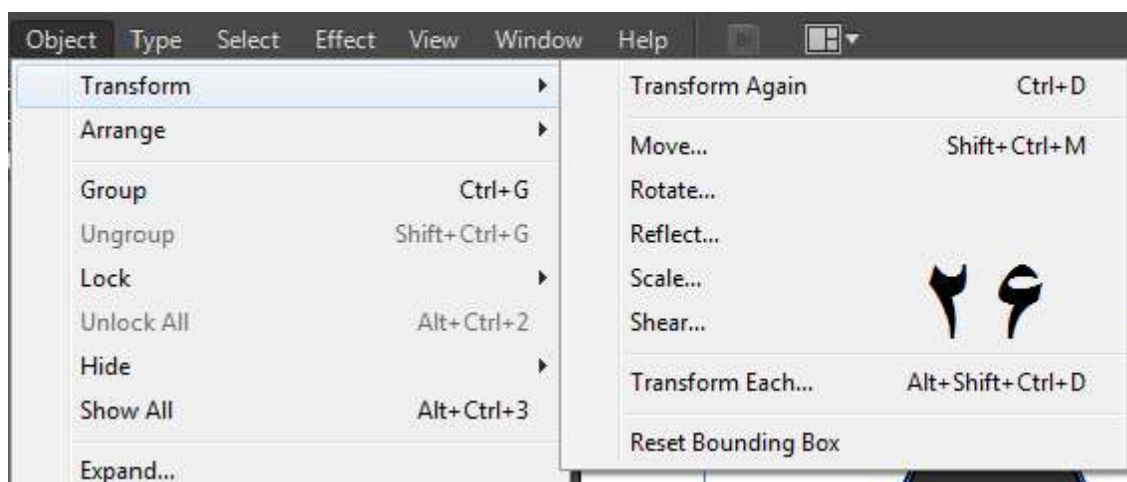 Object Type Select Effect View Window Help
Transform
Arrange
Group Ctrl+G
Ungroup Shift+Ctrl+G
Lock
Unlock All Alt+Ctrl+2
Hide
Show All Alt+Ctrl+3
Expand...
Transform Again Ctrl+D
Move... Shift+Ctrl+M
Rotate...
Reflect...
Scale...
Shear...
۲۶
Transform Each... Alt+Shift+Ctrl+D
Reset Bounding Box